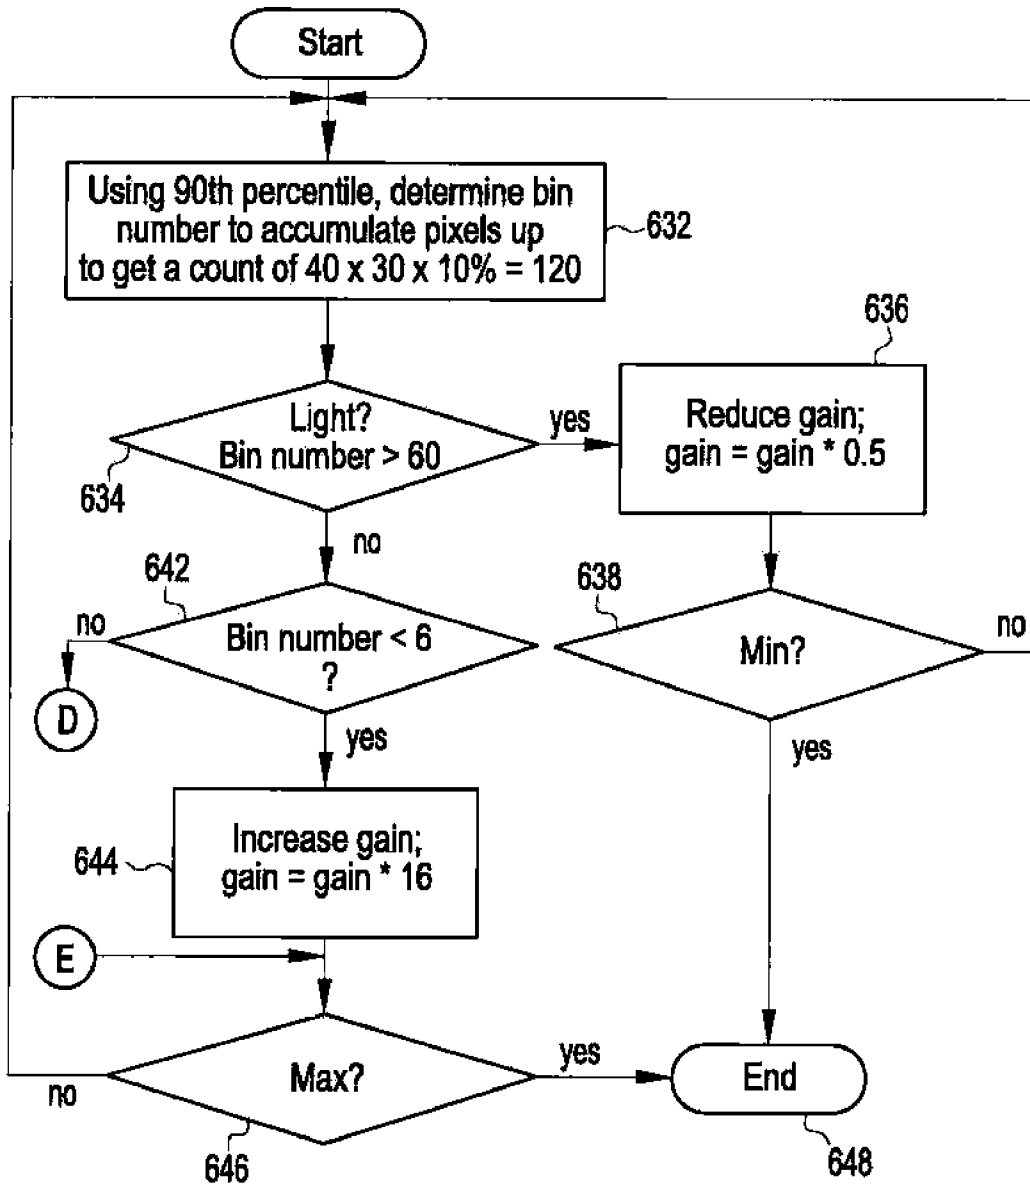 Start
Using 90th percentile, determine bin
number to accumulate pixels up
to get a count of 40 x 30 x 10% = 120
632
636
Light?
Bin number > 60
yes
Reduce gain;
gain = gain * 0.5
634
no
642
638
no
Bin number < 6
?
Min?
no
D
yes
yes
Increase gain;
gain = gain * 16
644
E
Max?
yes
End
no
646
648